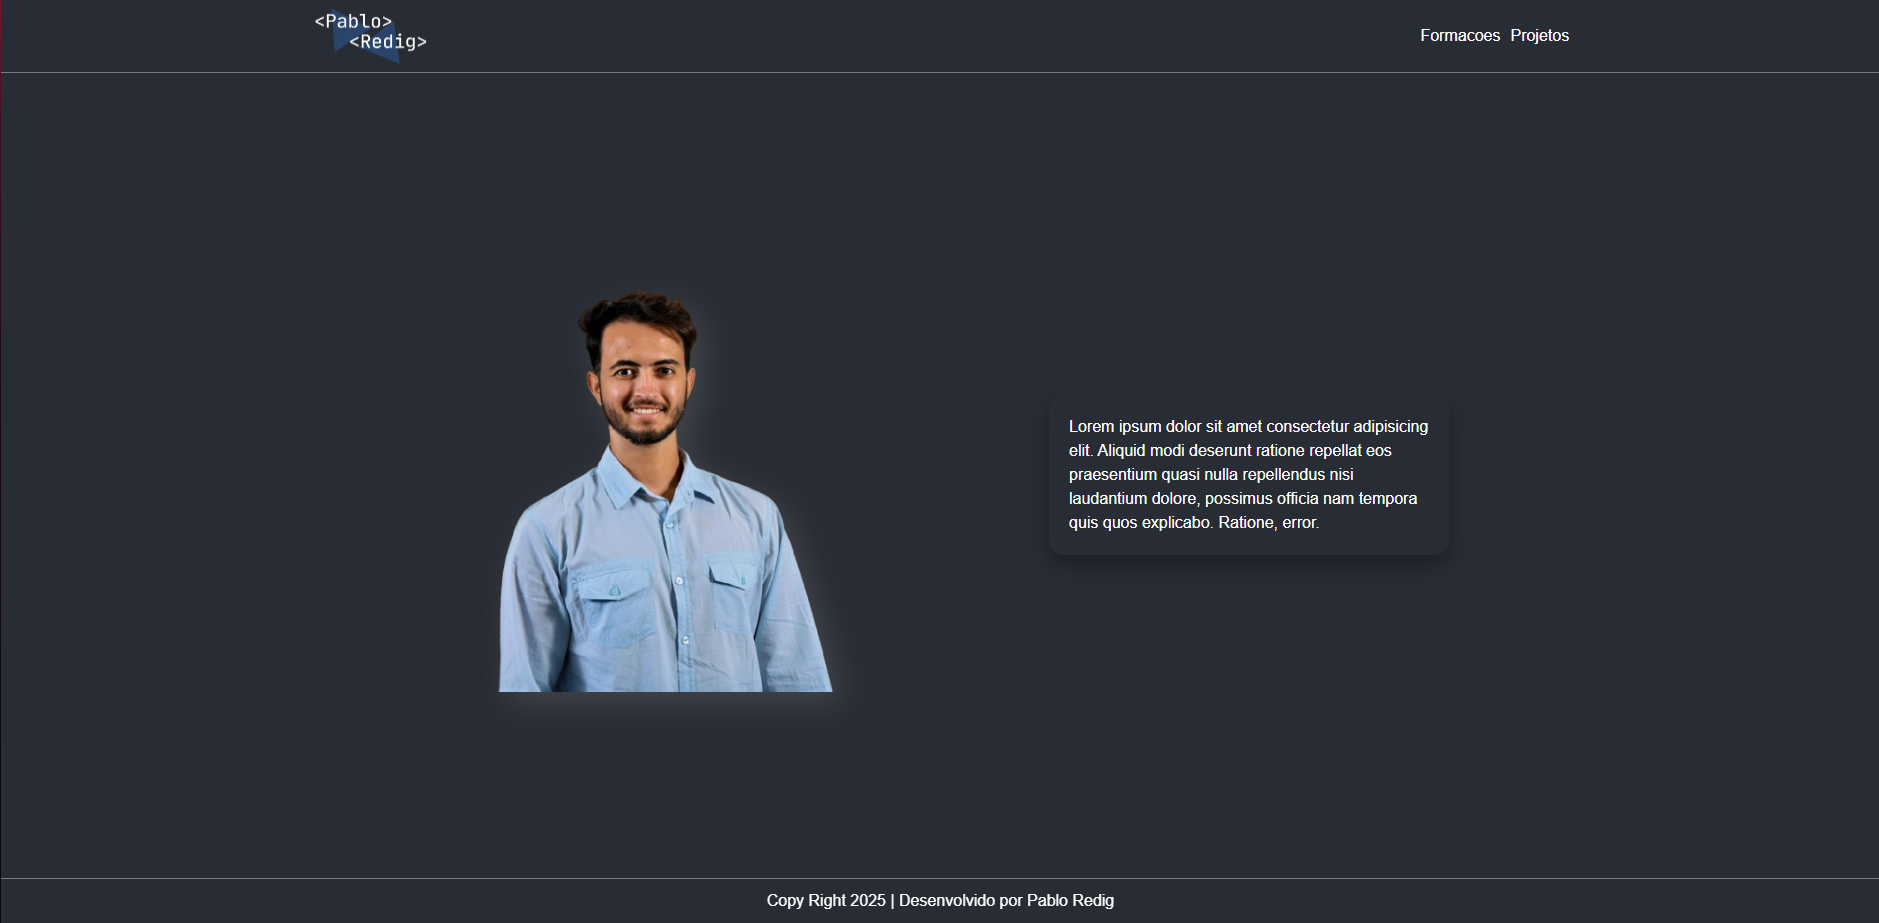 <Pablo>
<Redig>
Formacoes Projetos
Lorem ipsum dolor sit amet consectetur adipisicing
elit. Aliquid modi deserunt ratione repellat eos
praesentium quasi nulla repellendus nisi
laudantium dolore, possimus officia nam tempora
quis quos explicabo. Ratione, error.
Copy Right 2025 | Desenvolvido por Pablo Redig